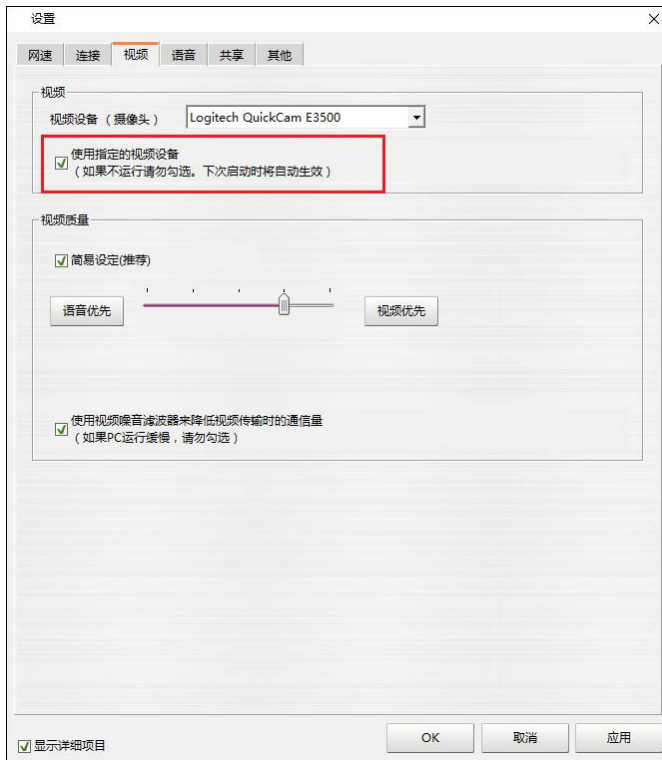 设置
网速 连接 视频 语音 共享 其他
视频
视频设备（摄像头） Logitech QuickCam E3500
使用指定的视频设备
（如果不运行请勿勾选。下次启动时将自动生效）
视频质量
简易设定(推荐)
语音优先 视频优先
使用视频噪音滤波器来降低视频传输时的通信量
（如果PC运行缓慢，请勿勾选）
显示详细项目 OK 取消 应用